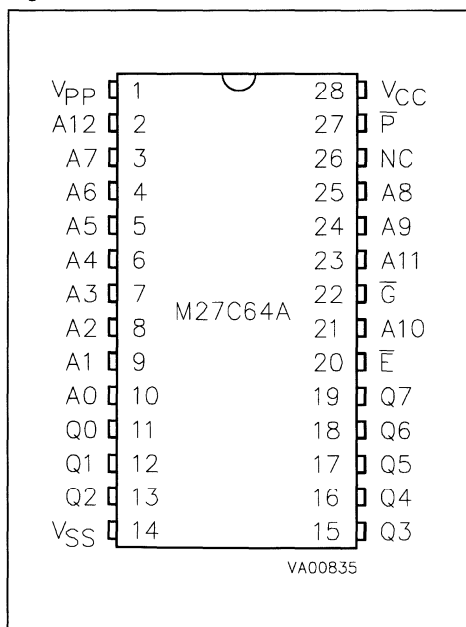 VPP 1 28 VCC
A12 2 27 P̅
A7 3 26 NC
A6 4 25 A8
A5 5 24 A9
A4 6 23 A11
A3 7 22 G̅
M27C64A
A2 8 21 A10
A1 9 20 E̅
A0 10 19 Q7
Q0 11 18 Q6
Q1 12 17 Q5
Q2 13 16 Q4
VSS 14 15 Q3
VA00835